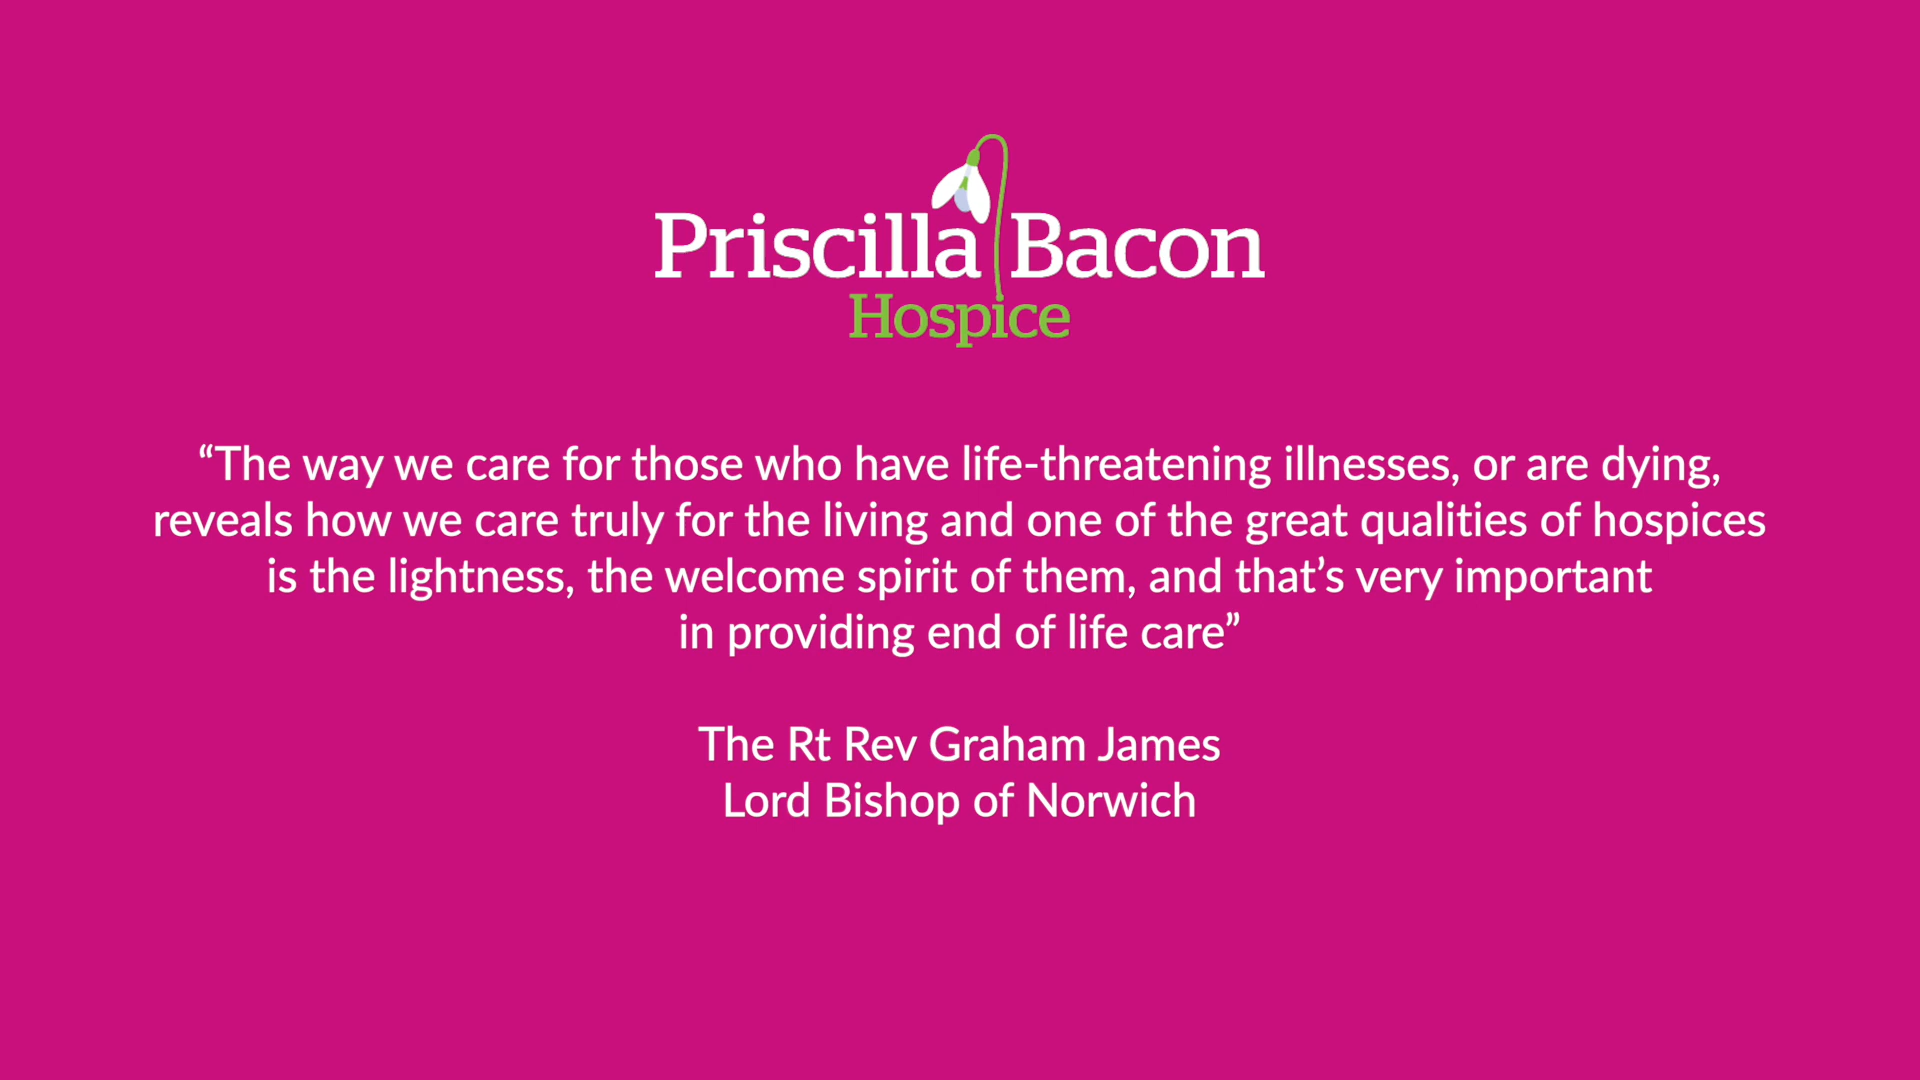 Priscilla Bacon
Hospice
“The way we care for those who have life-threatening illnesses, or are dying,
reveals how we care truly for the living and one of the great qualities of hospices
is the lightness, the welcome spirit of them, and that’s very important
in providing end of life care”
The Rt Rev Graham James
Lord Bishop of Norwich